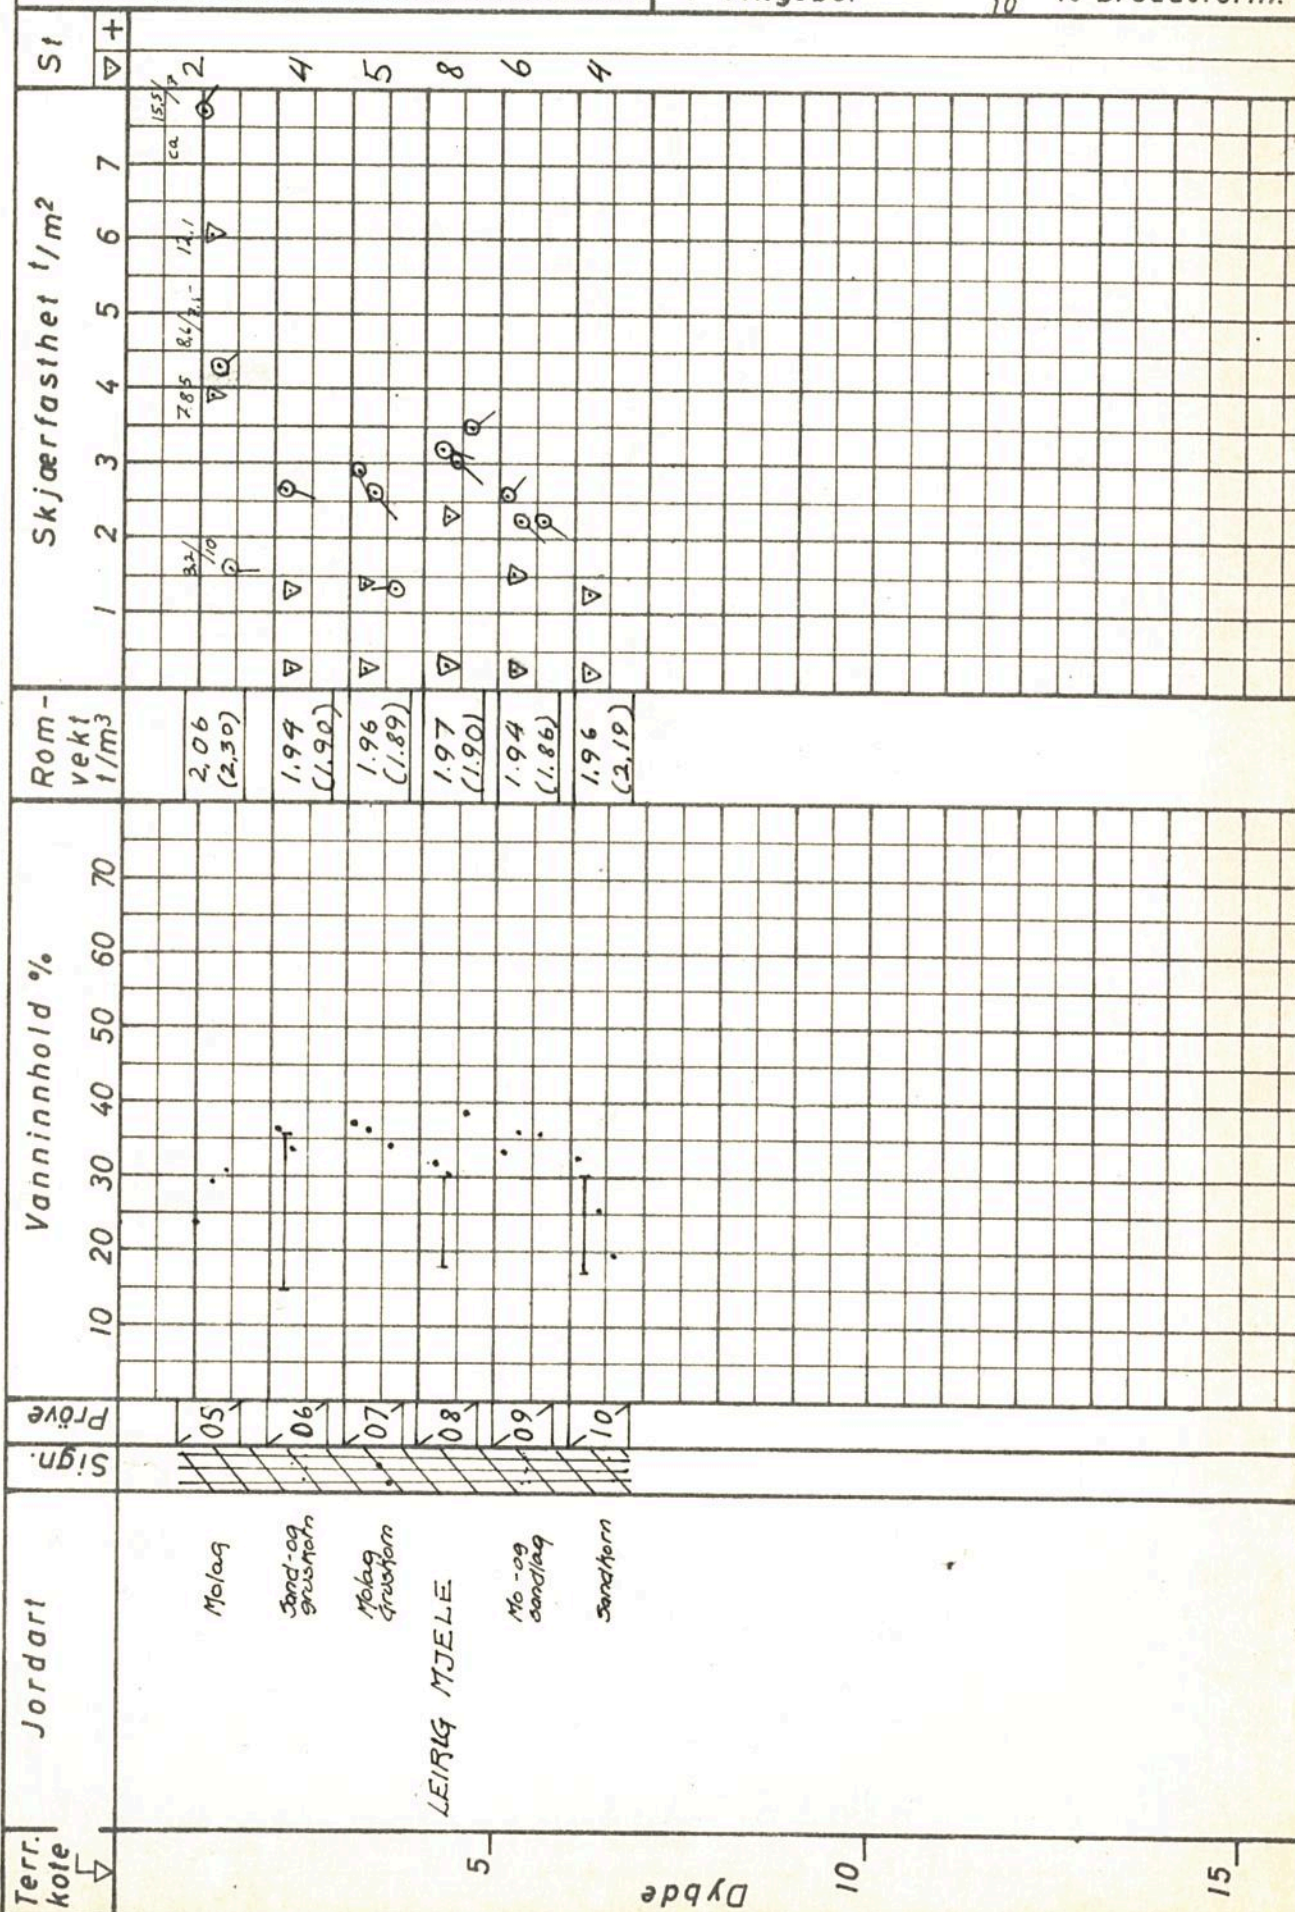 Terr. kote
Jordart
Sign.
Pröve
Vanninnhold %
Rom-
vekt
t/m3
Skjærfasthet t/m²
St
▽ +
10 20 30 40 50 60 70
1 2 3 4 5 6 7
Molag
05
2,06
(2,30)
3,2/10
7.85
12.1
ca
15,5/7
2
Sand-og
gruskorn
06
1.94
(1.90)
4
Molag
Gruskorn
07
1.96
(1.89)
5
LEIRIG MJELE
08
1.97
(1.90)
8
Mo-og
sandlag
09
1.94
(1.86)
6
Sandkorn
10
1.96
(2,19)
4
Dybde
5
10
15
10